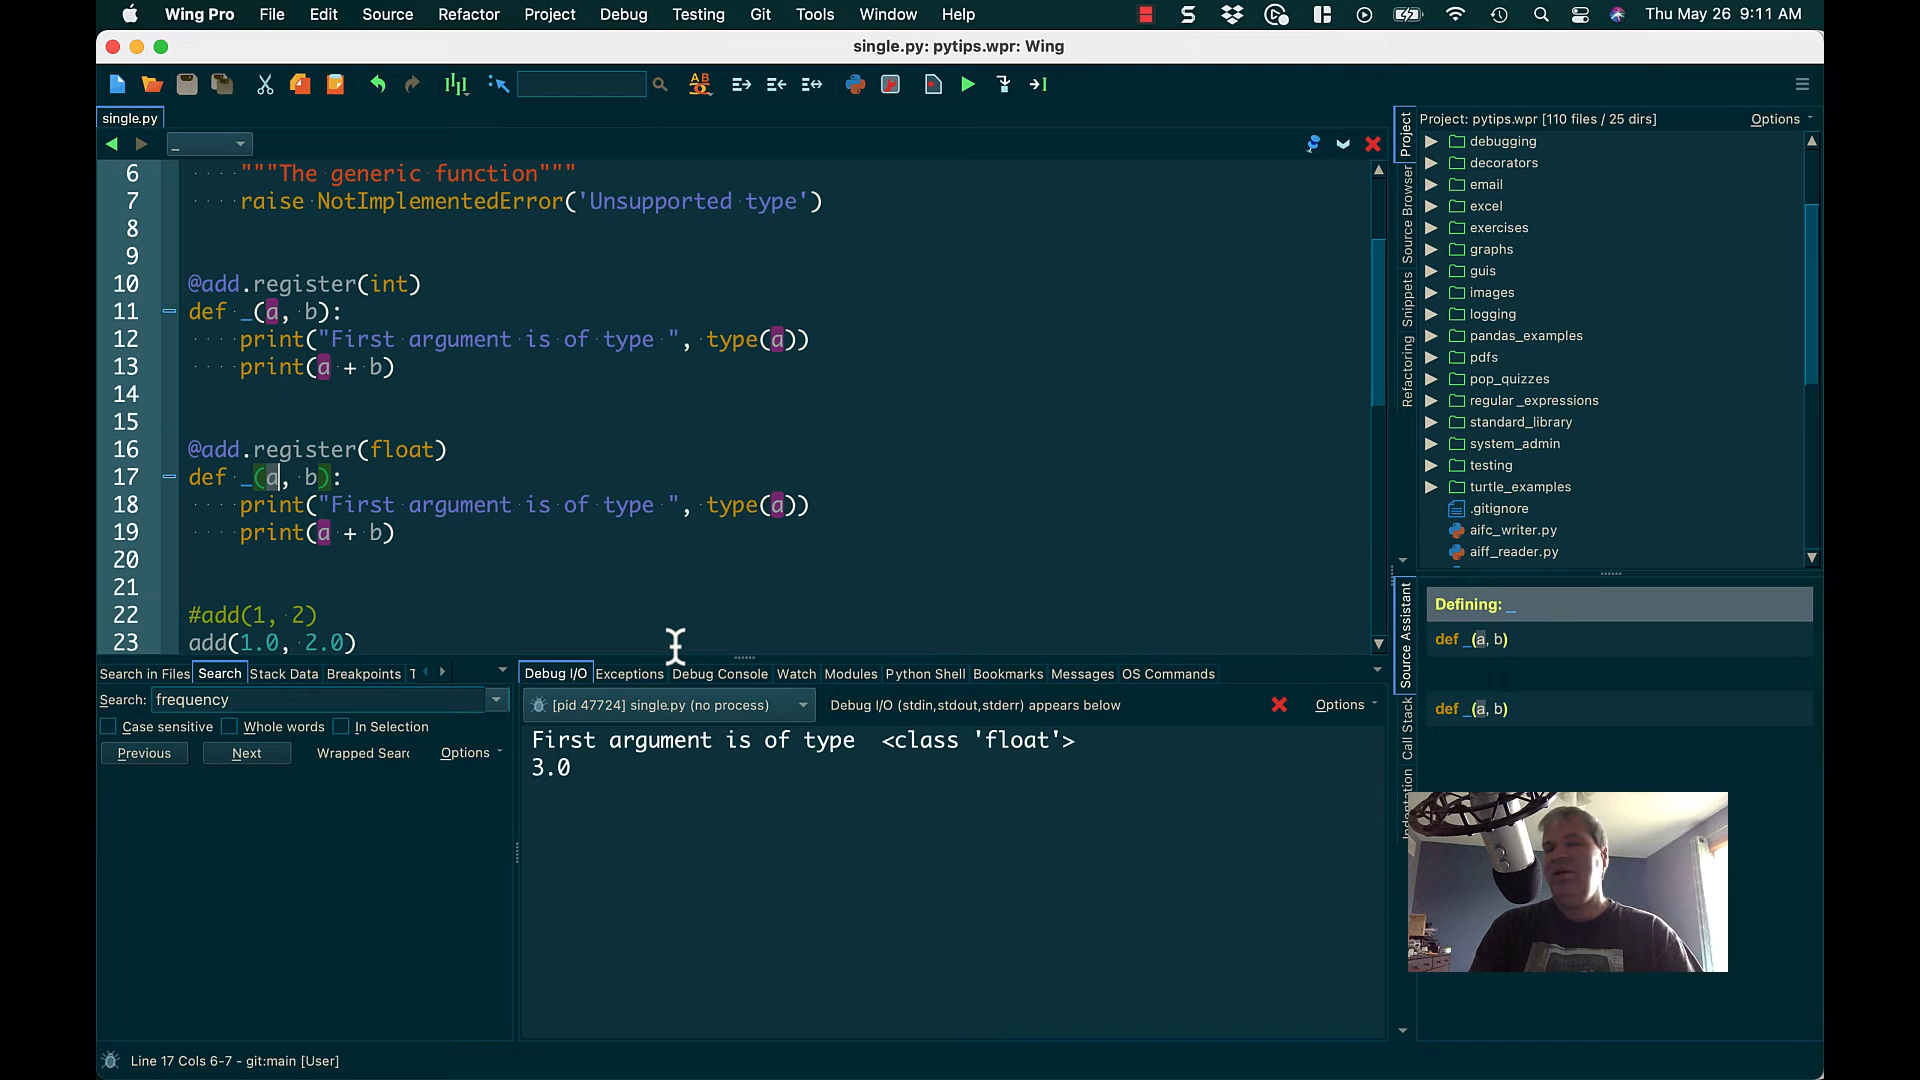 Wing Pro File Edit Source Refactor Project Debug Testing Git Tools Window Help Thu May 26 9:11 AM
single.py: pytips.wpr: Wing
single.py
_
6 """The generic function"""
7 raise NotImplementedError('Unsupported type')
8
9
10 @add.register(int)
11 def _(a, b):
12 print("First argument is of type ", type(a))
13 print(a + b)
14
15
16 @add.register(float)
17 def _(a, b):
18 print("First argument is of type ", type(a))
19 print(a + b)
20
21
22 #add(1, 2)
23 add(1.0, 2.0)
Project
Source Browser
Snippets
Refactoring
Project: pytips.wpr [110 files / 25 dirs] Options
debugging
decorators
email
excel
exercises
graphs
guis
images
logging
pandas_examples
pdfs
pop_quizzes
regular_expressions
standard_library
system_admin
testing
turtle_examples
.gitignore
aifc_writer.py
aiff_reader.py
Search in Files Search Stack Data Breakpoints T
Search: frequency
Case sensitive Whole words In Selection
Previous Next Wrapped Searc Options
Debug I/O Exceptions Debug Console Watch Modules Python Shell Bookmarks Messages OS Commands
[pid 47724] single.py (no process) Debug I/O (stdin,stdout,stderr) appears below Options
First argument is of type <class 'float'>
3.0
Source Assistant
Call Stack
Indentation
Defining: _
def _(a, b)
def _(a, b)
Line 17 Cols 6-7 - git:main [User]